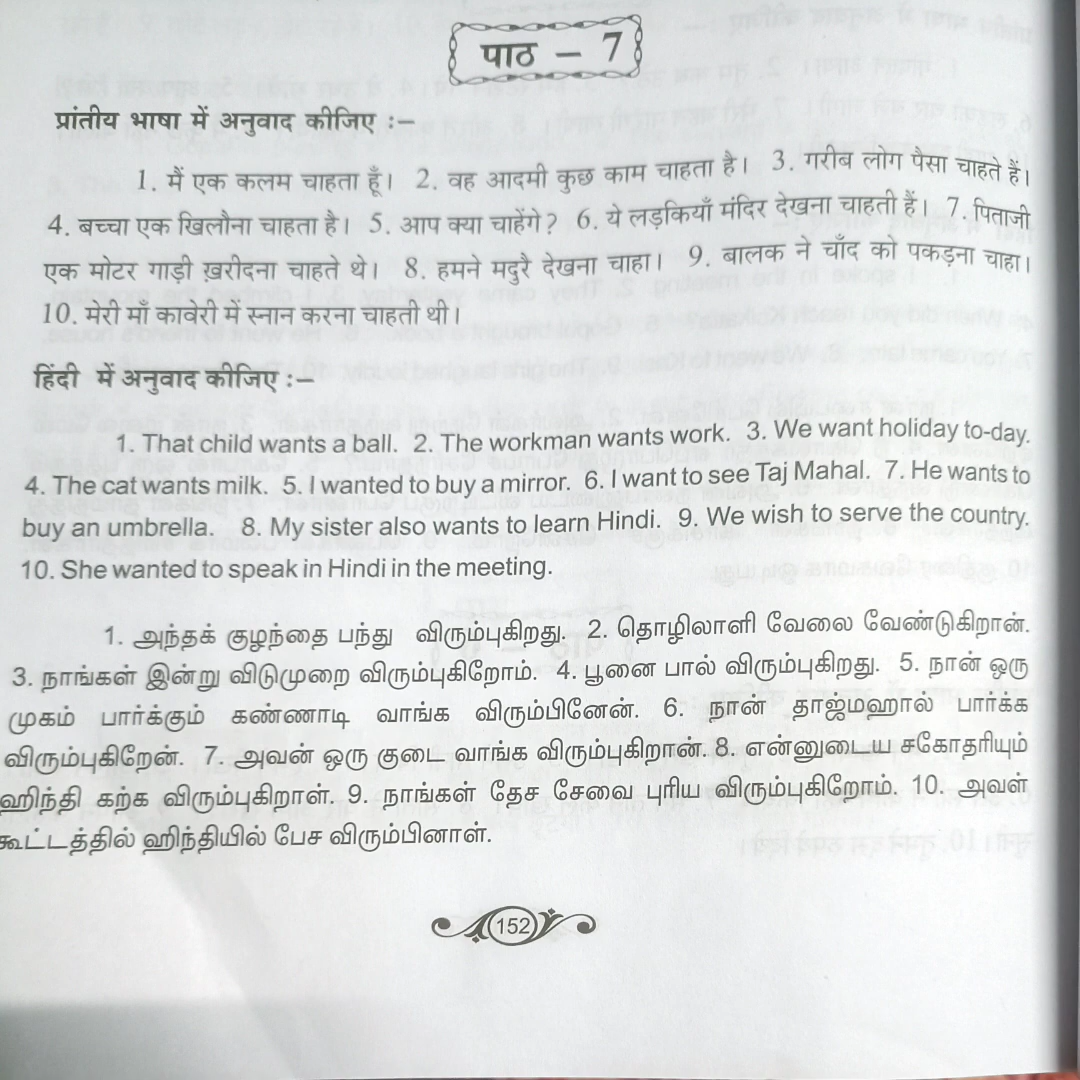 पाठ – 7
प्रांतीय भाषा में अनुवाद कीजिए :–
1. मैं एक कलम चाहता हूँ। 2. वह आदमी कुछ काम चाहता है। 3. गरीब लोग पैसा चाहते हैं।
4. बच्चा एक खिलौना चाहता है। 5. आप क्या चाहेंगे? 6. ये लड़कियाँ मंदिर देखना चाहती हैं। 7. पिताजी
एक मोटर गाड़ी ख़रीदना चाहते थे। 8. हमने मदुरै देखना चाहा। 9. बालक ने चाँद को पकड़ना चाहा।
10. मेरी माँ कावेरी में स्नान करना चाहती थी।
हिंदी में अनुवाद कीजिए :–
1. That child wants a ball. 2. The workman wants work. 3. We want holiday to-day.
4. The cat wants milk. 5. I wanted to buy a mirror. 6. I want to see Taj Mahal. 7. He wants to
buy an umbrella. 8. My sister also wants to learn Hindi. 9. We wish to serve the country.
10. She wanted to speak in Hindi in the meeting.
1. அந்தக் குழந்தை பந்து விரும்புகிறது. 2. தொழிலாளி வேலை வேண்டுகிறான்.
3. நாங்கள் இன்று விடுமுறை விரும்புகிறோம். 4. பூனை பால் விரும்புகிறது. 5. நான் ஒரு
முகம் பார்க்கும் கண்ணாடி வாங்க விரும்பினேன். 6. நான் தாஜ்மஹால் பார்க்க
விரும்புகிறேன். 7. அவன் ஒரு குடை வாங்க விரும்புகிறான். 8. என்னுடைய சகோதரியும்
ஹிந்தி கற்க விரும்புகிறாள். 9. நாங்கள் தேச சேவை புரிய விரும்புகிறோம். 10. அவள்
கூட்டத்தில் ஹிந்தியில் பேச விரும்பினாள்.
152